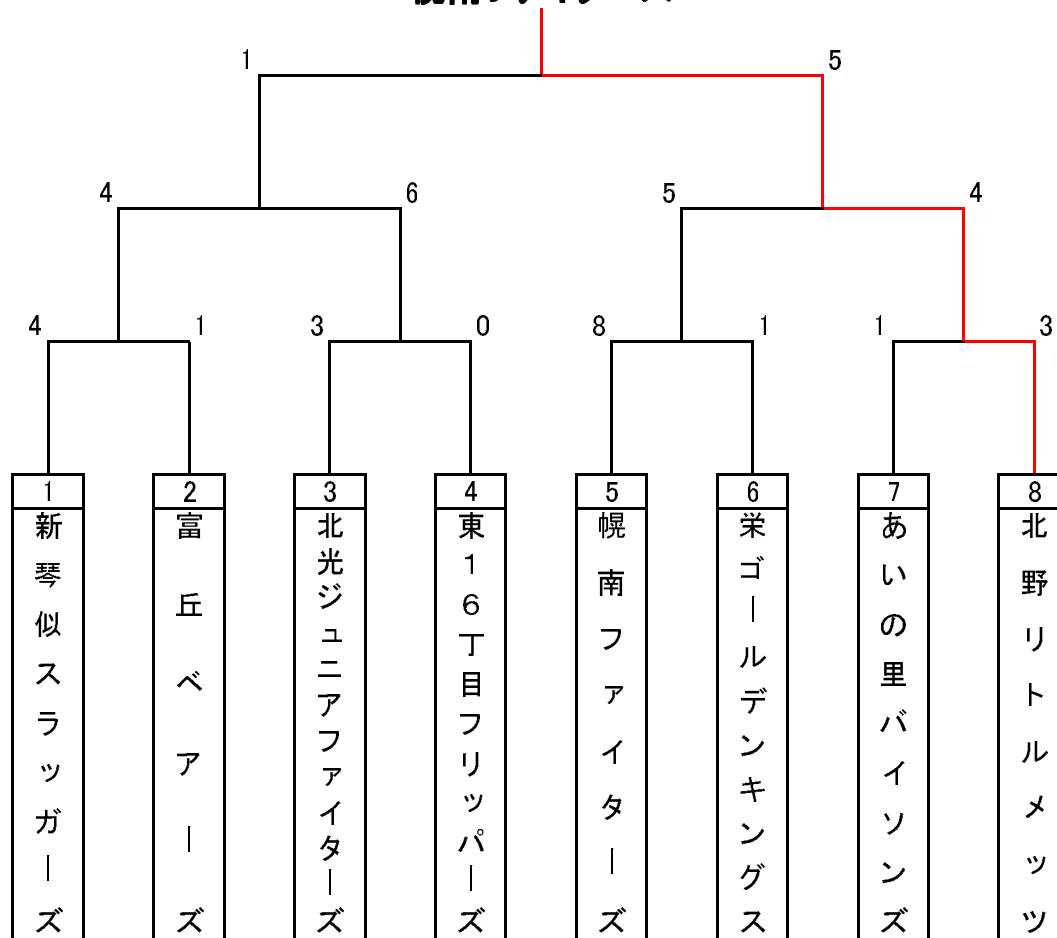 1 5
4 6 5 4
4 1 3 0 8 1 1 3
1 2 3 4 5 6 7 8
新琴似スラッガーズ
富丘ベアーズ
北光ジュニアファイターズ
東16丁目フリッパーズ
幌南ファイターズ
栄ゴールデンキングス
あいの里バイソンズ
北野リトルメッツ